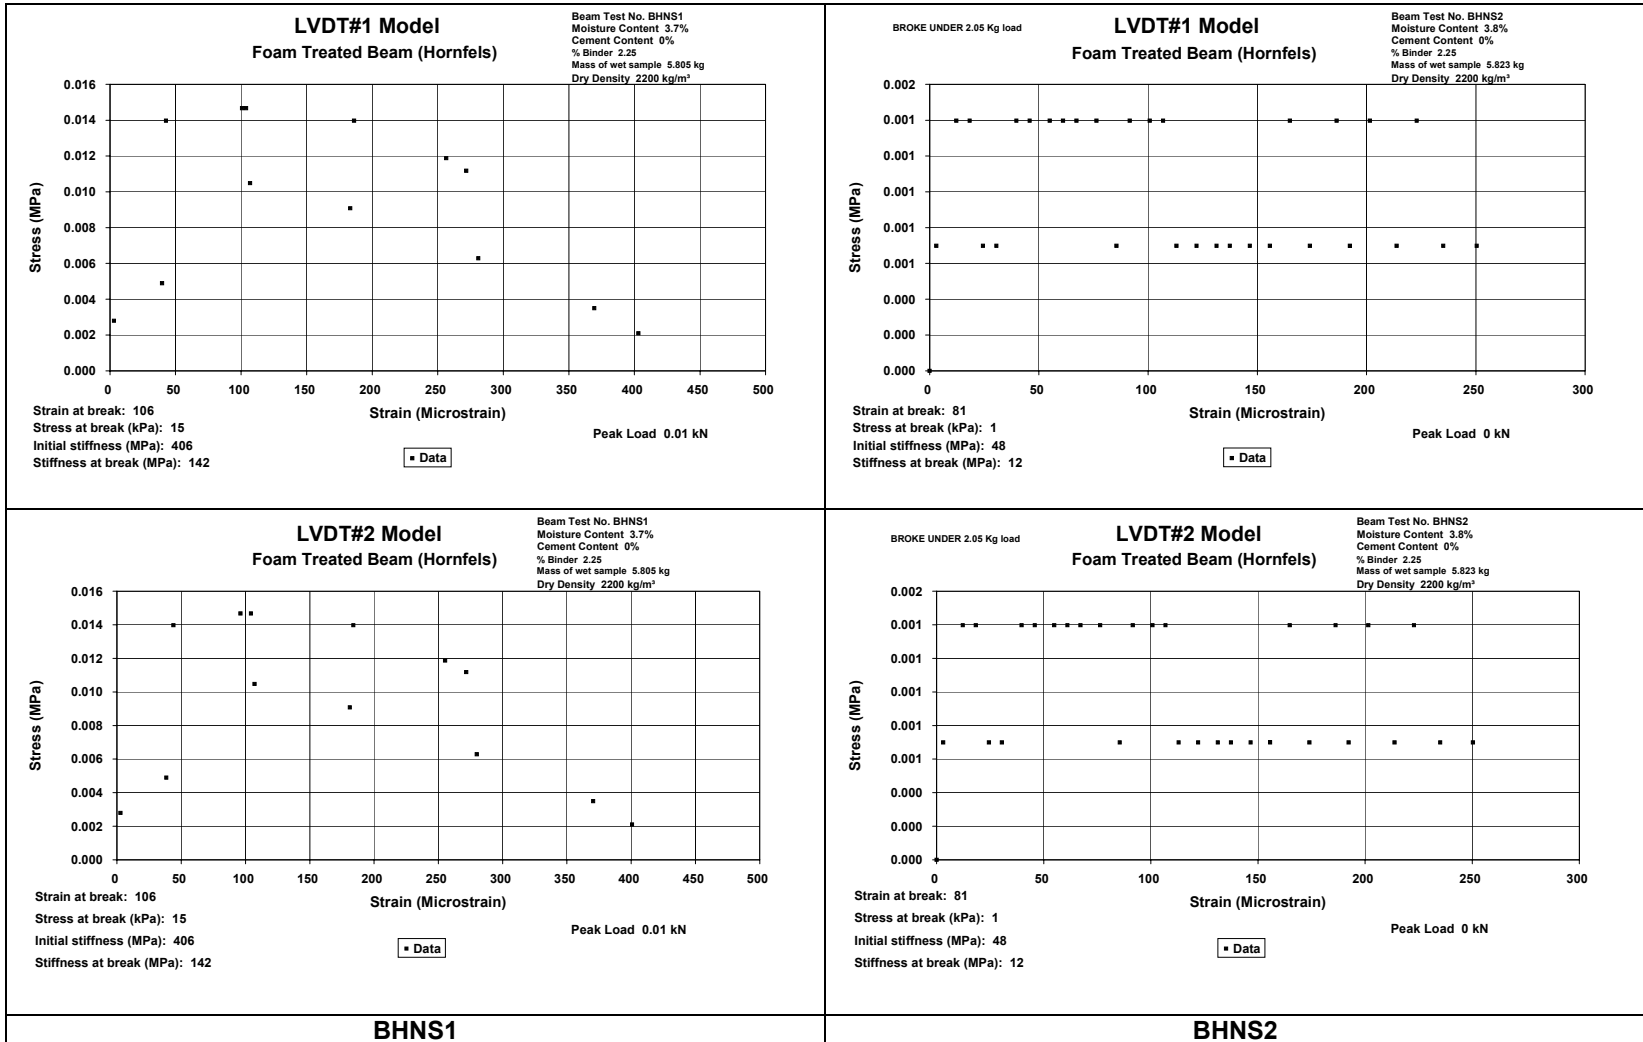 LVDT#1 Model
Foam Treated Beam (Hornfels)
Beam Test No. BHNS1
Moisture Content 3.7%
Cement Content 0%
% Binder 2.25
Mass of wet sample 5.805 kg
Dry Density 2200 kg/m³
0.016
0.014
0.012
0.010
0.008
0.006
0.004
0.002
0.000
Stress (MPa)
0 50 100 150 200 250 300 350 400 450 500
Strain (Microstrain)
Strain at break: 106
Stress at break (kPa): 15
Initial stiffness (MPa): 406
Stiffness at break (MPa): 142
Peak Load 0.01 kN
Data
BROKE UNDER 2.05 Kg load
LVDT#1 Model
Foam Treated Beam (Hornfels)
Beam Test No. BHNS2
Moisture Content 3.8%
Cement Content 0%
% Binder 2.25
Mass of wet sample 5.823 kg
Dry Density 2200 kg/m³
0.002
0.001
0.001
0.001
0.001
0.001
0.000
0.000
0.000
Stress (MPa)
0 50 100 150 200 250 300
Strain (Microstrain)
Strain at break: 81
Stress at break (kPa): 1
Initial stiffness (MPa): 48
Stiffness at break (MPa): 12
Peak Load 0 kN
Data
LVDT#2 Model
Foam Treated Beam (Hornfels)
Beam Test No. BHNS1
Moisture Content 3.7%
Cement Content 0%
% Binder 2.25
Mass of wet sample 5.805 kg
Dry Density 2200 kg/m³
0.016
0.014
0.012
0.010
0.008
0.006
0.004
0.002
0.000
Stress (MPa)
0 50 100 150 200 250 300 350 400 450 500
Strain (Microstrain)
Strain at break: 106
Stress at break (kPa): 15
Initial stiffness (MPa): 406
Stiffness at break (MPa): 142
Peak Load 0.01 kN
Data
BROKE UNDER 2.05 Kg load
LVDT#2 Model
Foam Treated Beam (Hornfels)
Beam Test No. BHNS2
Moisture Content 3.8%
Cement Content 0%
% Binder 2.25
Mass of wet sample 5.823 kg
Dry Density 2200 kg/m³
0.002
0.001
0.001
0.001
0.001
0.001
0.000
0.000
0.000
Stress (MPa)
0 50 100 150 200 250 300
Strain (Microstrain)
Strain at break: 81
Stress at break (kPa): 1
Initial stiffness (MPa): 48
Stiffness at break (MPa): 12
Peak Load 0 kN
Data
BHNS1
BHNS2